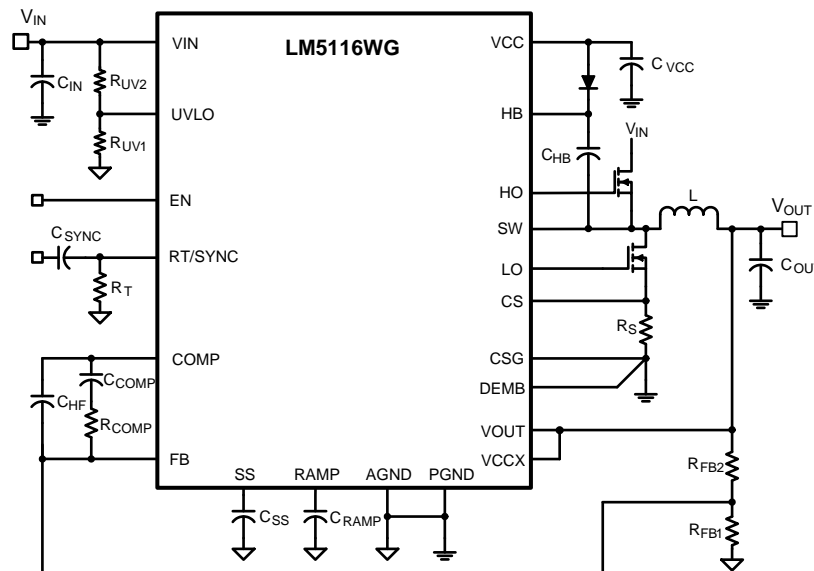 VIN
LM5116WG
VIN
VCC
CVCC
CIN
RUV2
UVLO
HB
RUV1
CHB
VIN
EN
HO
L
VOUT
CSYNC
SW
RT/SYNC
LO
COU
RT
CS
RS
COMP
CSG
CCOMP
DEMB
CHF
RCOMP
VOUT
FB
VCCX
SS
RAMP
AGND
PGND
RFB2
CSS
CRAMP
RFB1